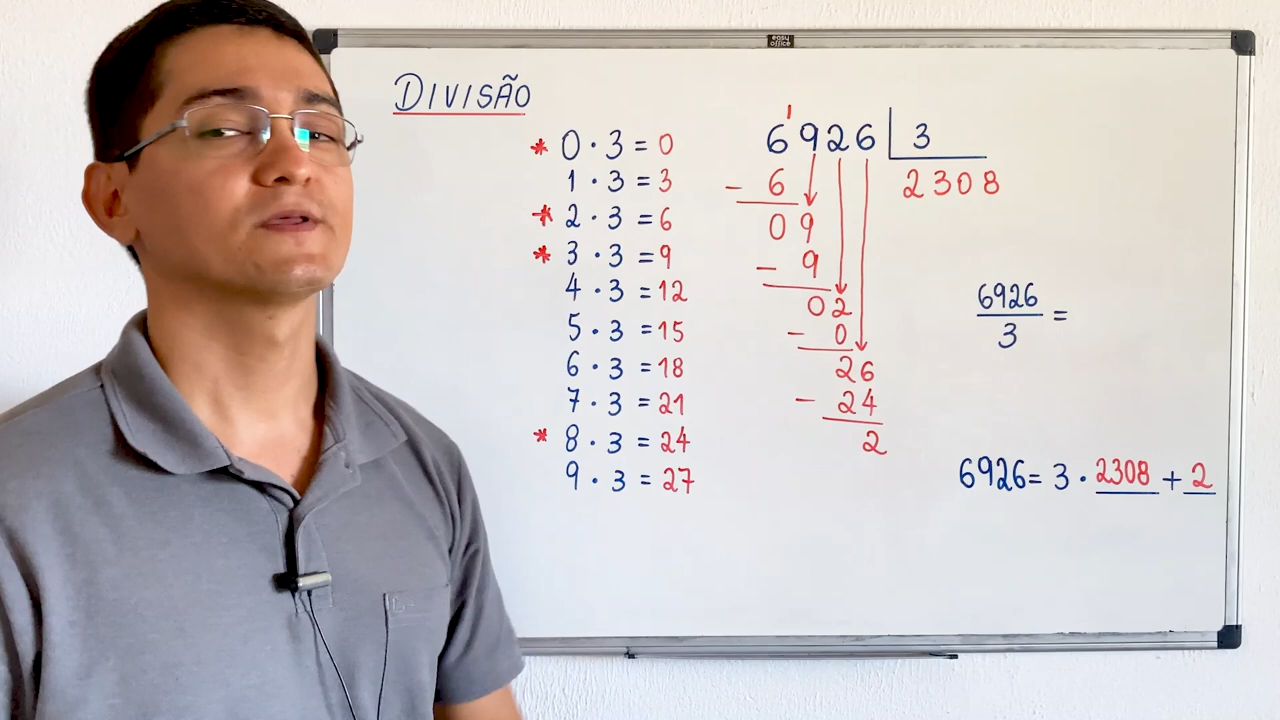 easy office
DIVISÃO
* 0 · 3 = 0
1 · 3 = 3
* 2 · 3 = 6
* 3 · 3 = 9
4 · 3 = 12
5 · 3 = 15
6 · 3 = 18
7 · 3 = 21
* 8 · 3 = 24
9 · 3 = 27
6'926 3
- 6 2308
09
- 9
02
- 0
26
- 24
2
6926
3 =
6926 = 3 · 2308 + 2